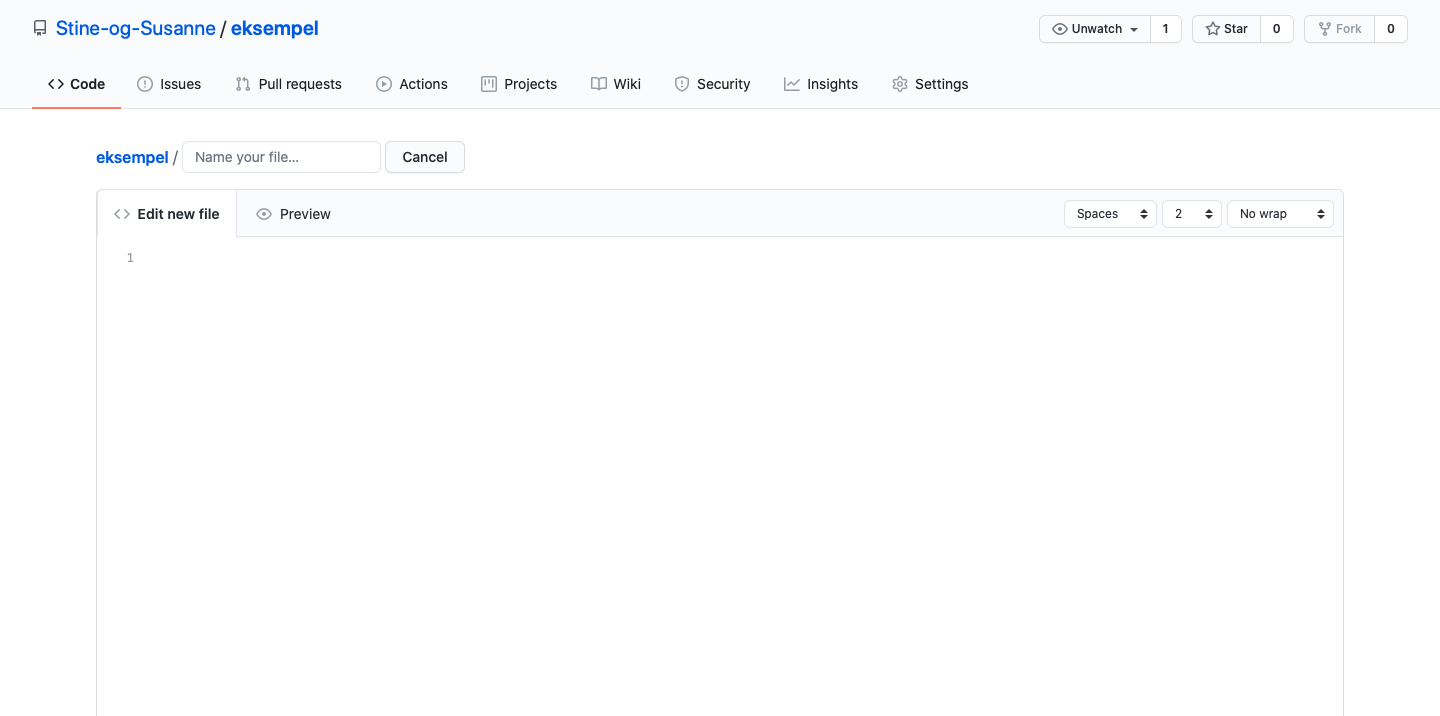 Stine-og-Susanne / eksempel
Unwatch 1 Star 0 Fork 0
Code Issues Pull requests Actions Projects Wiki Security Insights Settings
eksempel / Name your file... Cancel
Edit new file Preview Spaces 2 No wrap
1